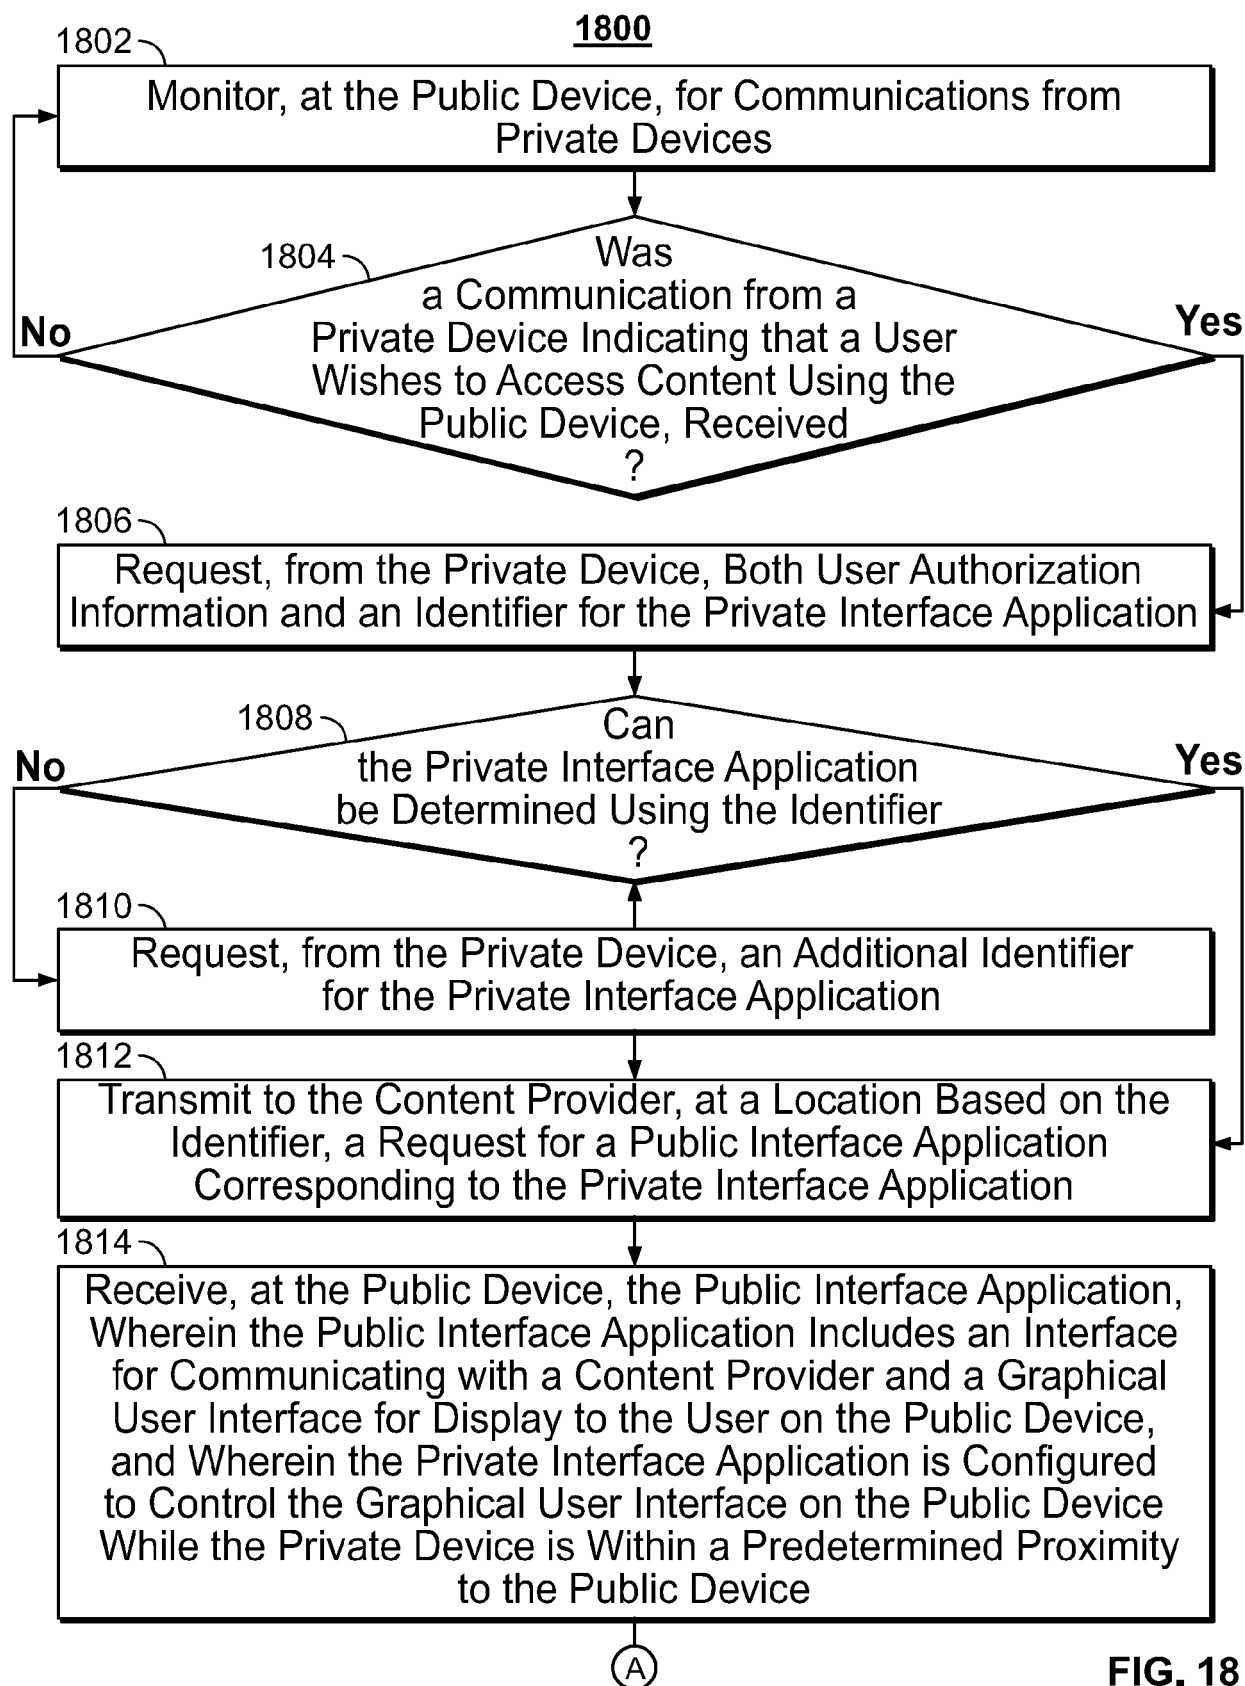 1800
1802
Monitor, at the Public Device, for Communications from
Private Devices
1804
Was
a Communication from a
Private Device Indicating that a User
Wishes to Access Content Using the
Public Device, Received
?
No
Yes
1806
Request, from the Private Device, Both User Authorization
Information and an Identifier for the Private Interface Application
1808
Can
the Private Interface Application
be Determined Using the Identifier
?
No
Yes
1810
Request, from the Private Device, an Additional Identifier
for the Private Interface Application
1812
Transmit to the Content Provider, at a Location Based on the
Identifier, a Request for a Public Interface Application
Corresponding to the Private Interface Application
1814
Receive, at the Public Device, the Public Interface Application,
Wherein the Public Interface Application Includes an Interface
for Communicating with a Content Provider and a Graphical
User Interface for Display to the User on the Public Device,
and Wherein the Private Interface Application is Configured
to Control the Graphical User Interface on the Public Device
While the Private Device is Within a Predetermined Proximity
to the Public Device
A
FIG. 18